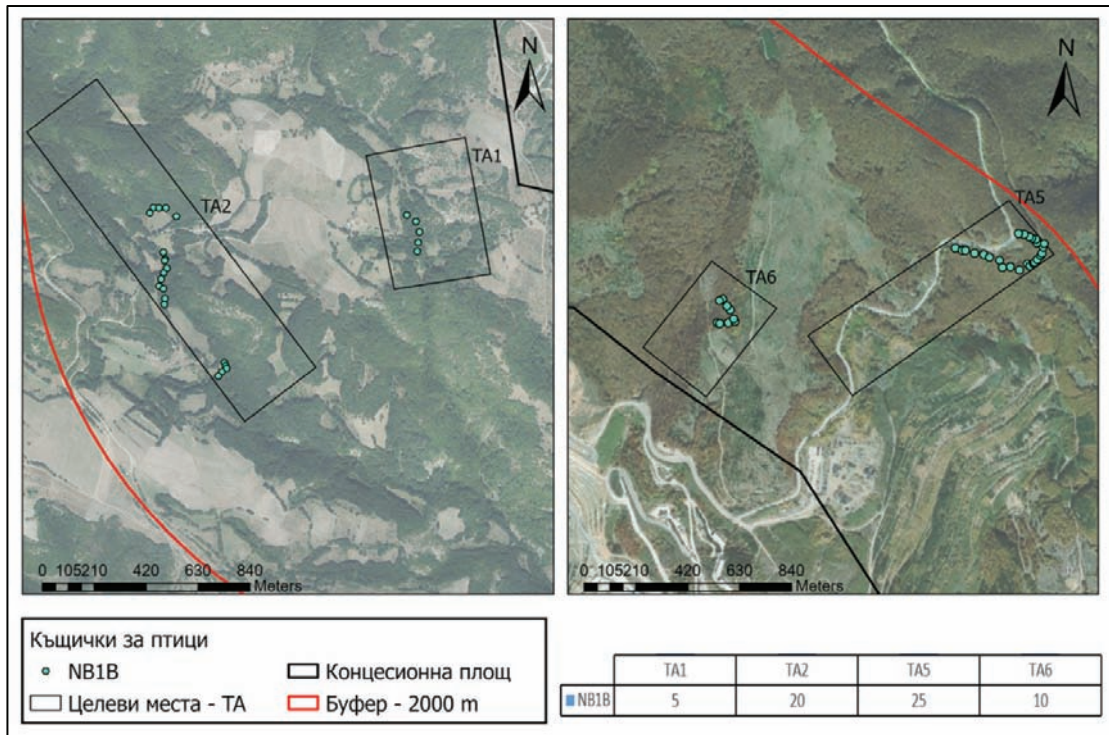 N
TA1
TA2
0 105210 420 630 840
Meters
N
TA5
TA6
0 105210 420 630 840
Meters
Къщички за птици
NB1B
Концесионна площ
Целеви места - TA
Буфер - 2000 m
TA1 TA2 TA5 TA6
NB1B 5 20 25 10